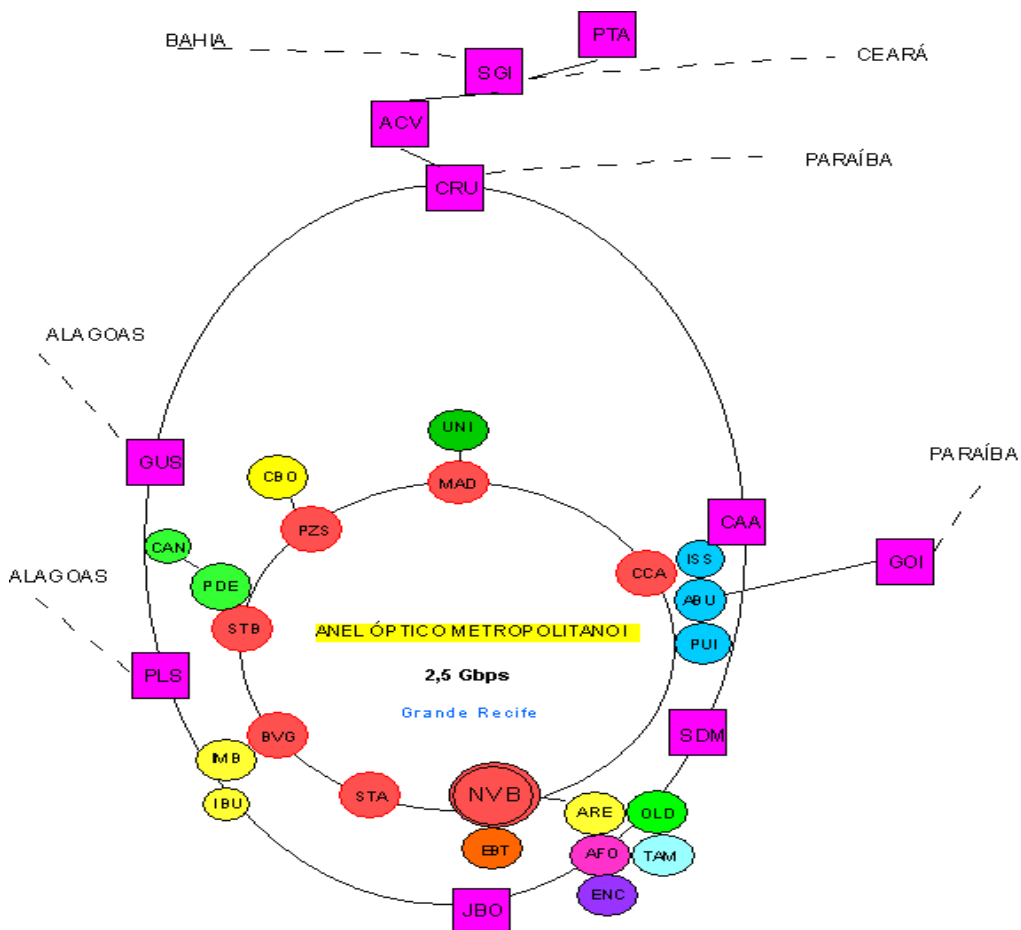 PTA
BAHIA
CEARÁ
SGI
ACV
PARAÍBA
CRU
ALAGOAS
UNI
GUS
CBO
MAD
PARAÍBA
PZS
CAA
CAN
ISS
GOI
ALAGOAS
PDE
CCA
ABU
STB
ANEL ÓPTICO METROPOLITANO I
PUI
PLS
2,5 Gbps
Grande Recife
BVG
SDM
IMB
STA
NVB
IBU
ARE
OLD
EBT
AFO
TAM
ENC
JBO